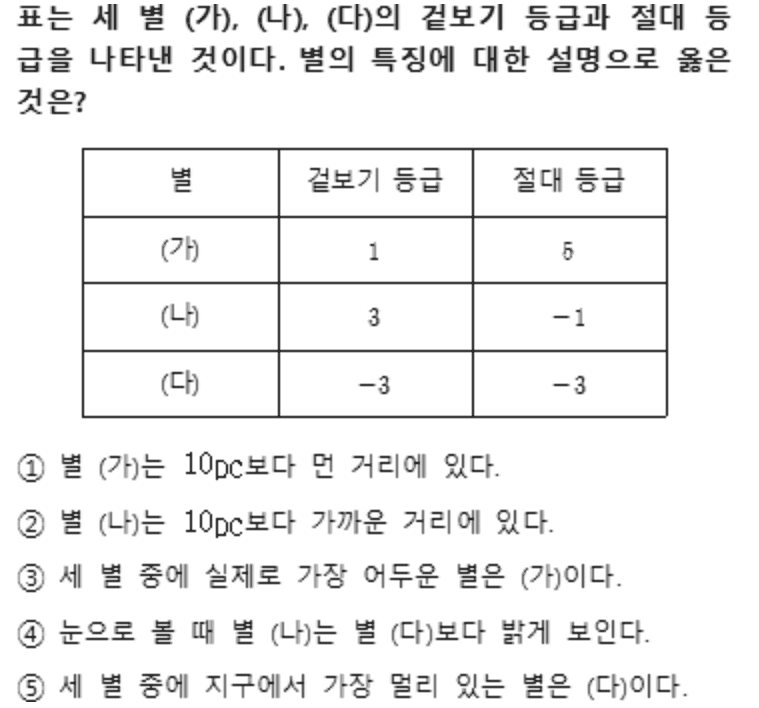 표는 세 별 (가), (나), (다)의 겉보기 등급과 절대 등
급을 나타낸 것이다. 별의 특징에 대한 설명으로 옳은
것은?
별 겉보기 등급 절대 등급
(가) 1 5
(나) 3 -1
(다) -3 -3
① 별 (가)는 10pc보다 먼 거리에 있다.
② 별 (나)는 10pc보다 가까운 거리에 있다.
③ 세 별 중에 실제로 가장 어두운 별은 (가)이다.
④ 눈으로 볼 때 별 (나)는 별 (다)보다 밝게 보인다.
⑤ 세 별 중에 지구에서 가장 멀리 있는 별은 (다)이다.